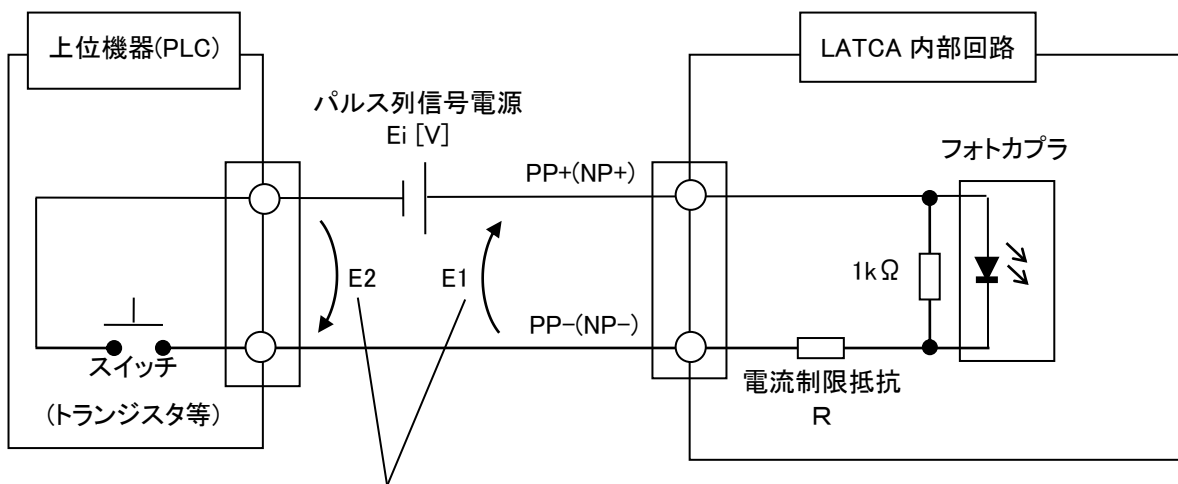 上位機器(PLC)
LATCA 内部回路
パルス列信号電源
Ei [V]
フォトカプラ
PP+(NP+)
E2
E1
1kΩ
PP-(NP-)
スイッチ
(トランジスタ等)
電流制限抵抗
R